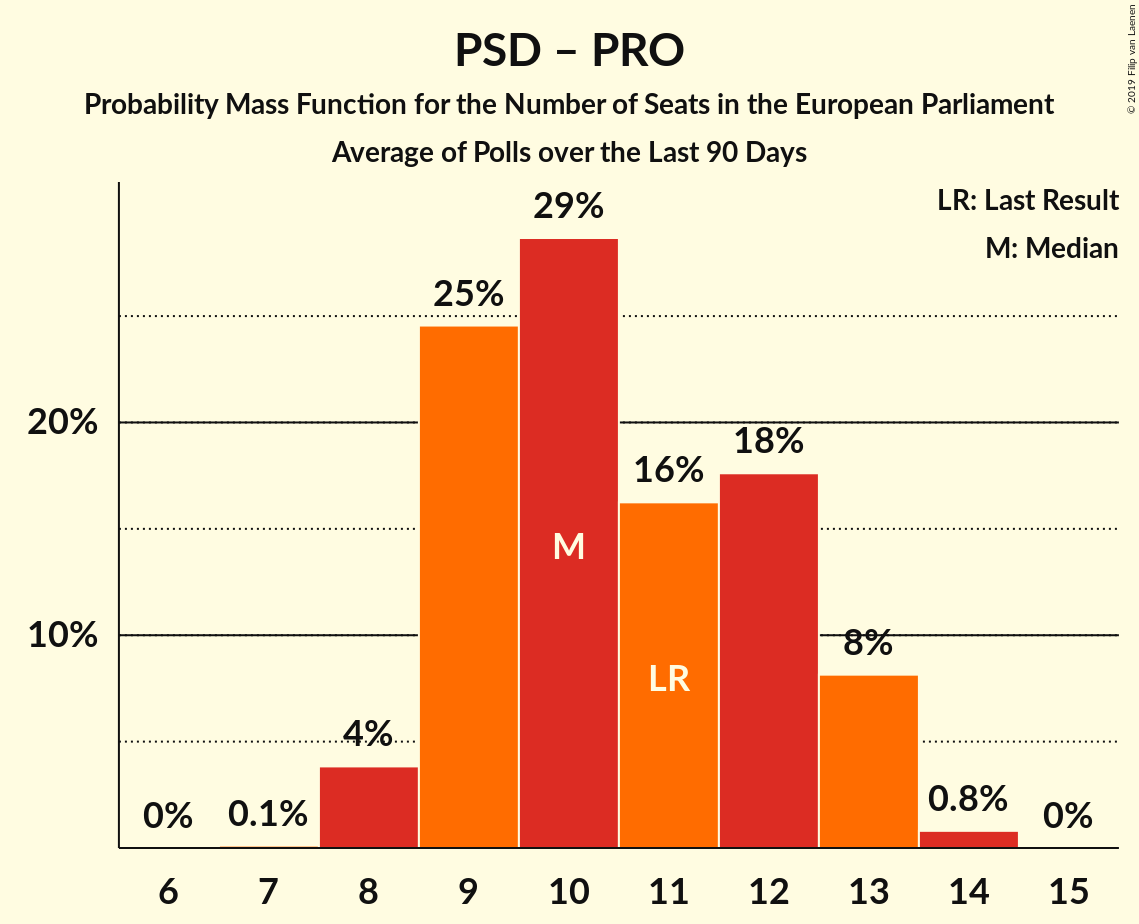 PSD – PRO
Probability Mass Function for the Number of Seats in the European Parliament
Average of Polls over the Last 90 Days
© 2019 Filip van Laenen
LR: Last Result
M: Median
29%
25%
20%
18%
16%
M
10%
8%
LR
4%
0%
0.1%
0.8%
0%
6 7 8 9 10 11 12 13 14 15